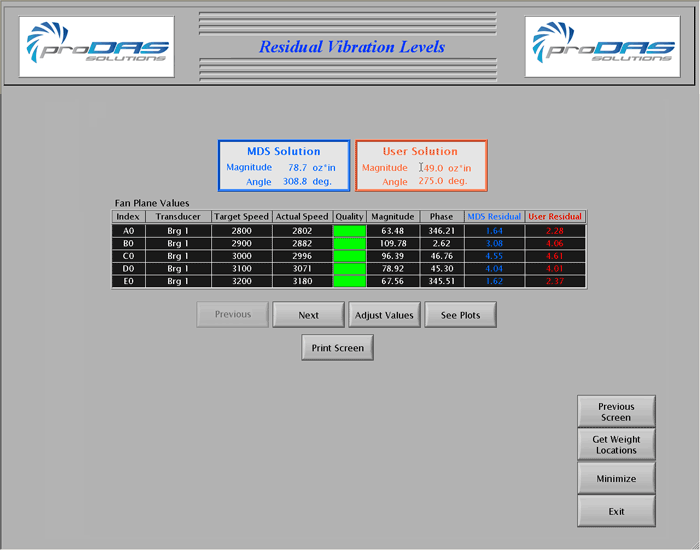 proDAS
SOLUTIONS
Residual Vibration Levels
proDAS
SOLUTIONS
MDS Solution
Magnitude 78.7 oz*in
Angle 308.8 deg.
User Solution
Magnitude 49.0 oz*in
Angle 275.0 deg.
Fan Plane Values
Index Transducer Target Speed Actual Speed Quality Magnitude Phase MDS Residual User Residual
A0 Brg 1 2800 2802 63.48 346.21 1.64 2.28
B0 Brg 1 2900 2882 109.78 2.62 3.08 4.06
C0 Brg 1 3000 2996 96.39 46.76 4.55 4.61
D0 Brg 1 3100 3071 78.92 45.30 4.04 4.01
E0 Brg 1 3200 3180 67.56 345.51 1.62 2.37
Previous Next Adjust Values See Plots
Print Screen
Previous
Screen
Get Weight
Locations
Minimize
Exit